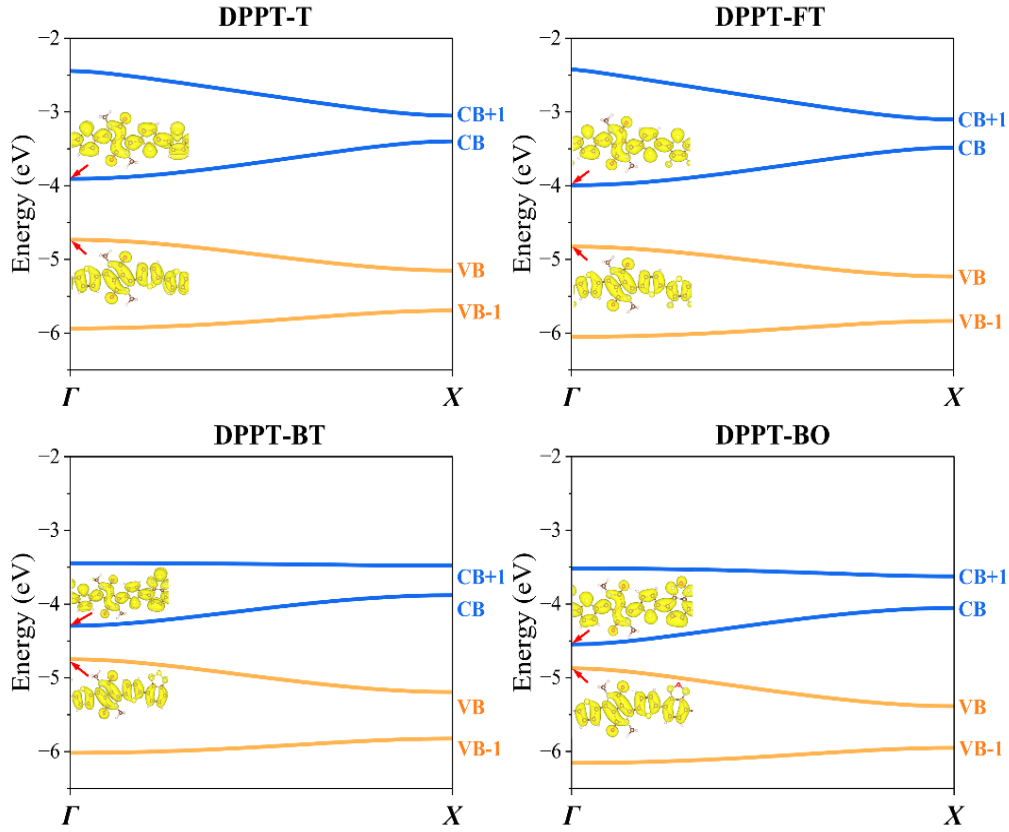 DPPT-T
Energy (eV)
−2
−3
−4
−5
−6
CB+1
CB
VB
VB-1
Γ X
DPPT-FT
Energy (eV)
−2
−3
−4
−5
−6
CB+1
CB
VB
VB-1
Γ X
DPPT-BT
Energy (eV)
−2
−3
−4
−5
−6
CB+1
CB
VB
VB-1
Γ X
DPPT-BO
Energy (eV)
−2
−3
−4
−5
−6
CB+1
CB
VB
VB-1
Γ X